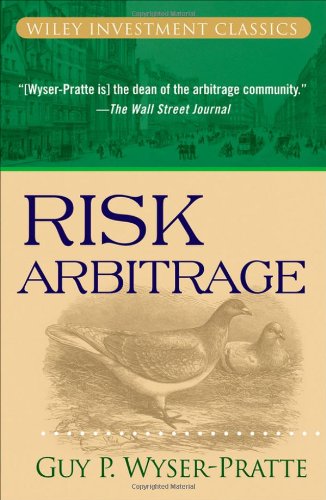 WILEY INVESTMENT CLASSICS
“[Wyser-Pratte is] the dean of the arbitrage community.”
—The Wall Street Journal
RISK
ARBITRAGE
GUY P. WYSER-PRATTE